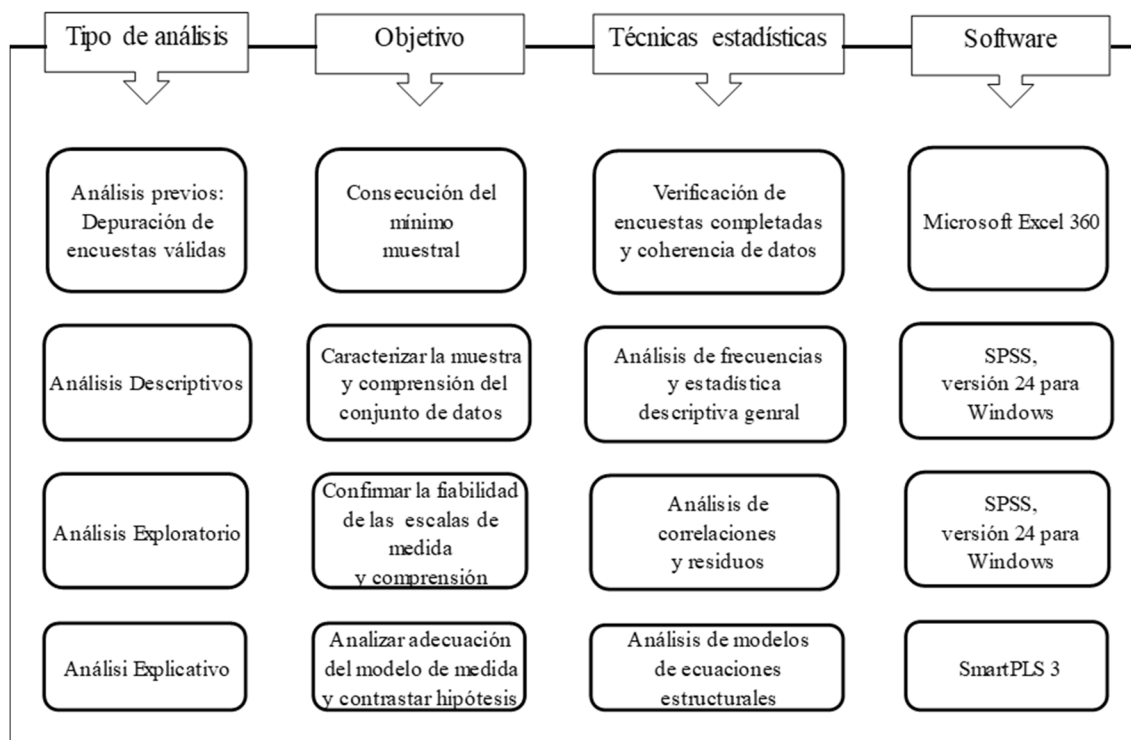 Tipo de análisis
Objetivo
Técnicas estadísticas
Software
Análisis previos:
Depuración de
encuestas válidas
Consecución del
mínimo
muestral
Verificación de
encuestas completadas
y coherencia de datos
Microsoft Excel 360
Análisis Descriptivos
Caracterizar la muestra
y comprensión del
conjunto de datos
Análisis de frecuencias
y estadística
descriptiva genral
SPSS,
versión 24 para
Windows
Análisis Exploratorio
Confirmar la fiabilidad
de las escalas de
medida
y comprensión
Análisis de
correlaciones
y residuos
SPSS,
versión 24 para
Windows
Análisi Explicativo
Analizar adecuación
del modelo de medida
y contrastar hipótesis
Análisis de modelos
de ecuaciones
estructurales
SmartPLS 3